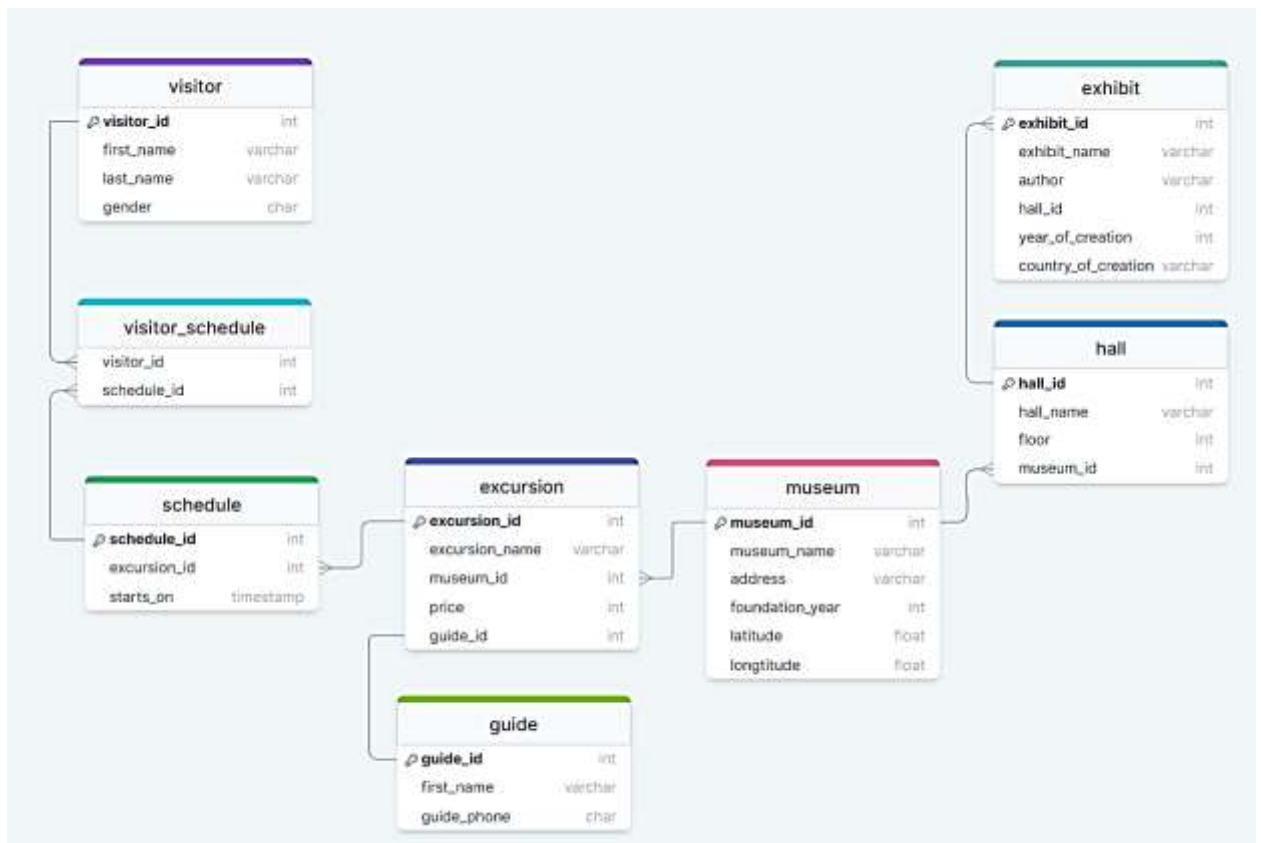 visitor
visitor_id int
first_name varchar
last_name varchar
gender char
visitor_schedule
visitor_id int
schedule_id int
schedule
schedule_id int
excursion_id int
starts_on timestamp
excursion
excursion_id int
excursion_name varchar
museum_id int
price int
guide_id int
guide
guide_id int
first_name varchar
guide_phone char
museum
museum_id int
museum_name varchar
address varchar
foundation_year int
latitude float
longtitude float
exhibit
exhibit_id int
exhibit_name varchar
author varchar
hall_id int
year_of_creation int
country_of_creation varchar
hall
hall_id int
hall_name varchar
floor int
museum_id int